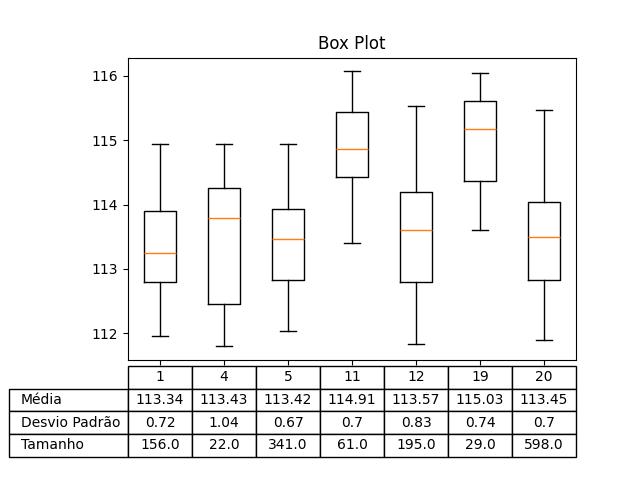 Box Plot
116
115
114
113
112
1 4 5 11 12 19 20
Média 113.34 113.43 113.42 114.91 113.57 115.03 113.45
Desvio Padrão 0.72 1.04 0.67 0.7 0.83 0.74 0.7
Tamanho 156.0 22.0 341.0 61.0 195.0 29.0 598.0